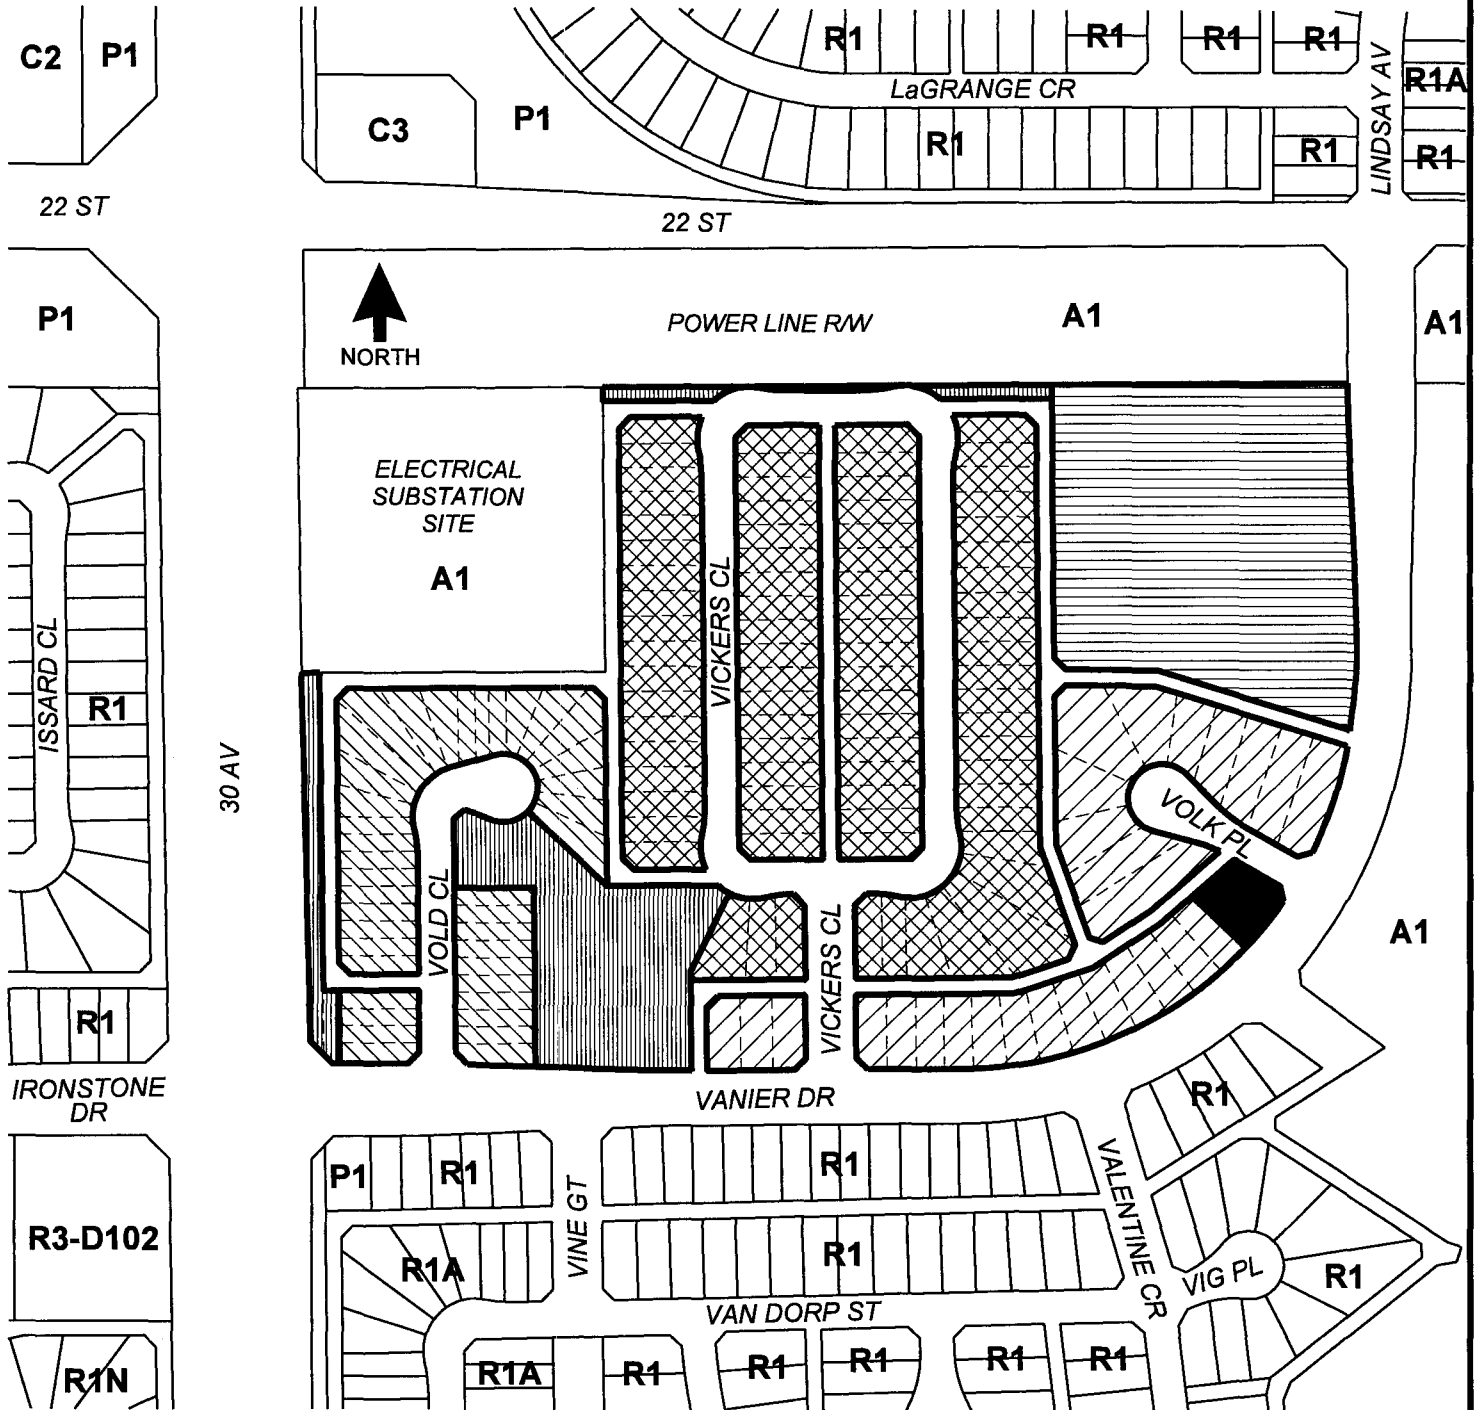 C2
P1
R1
R1
R1
R1
R1A
LaGRANGE CR
LINDSAY AV
C3
P1
R1
R1
R1
22 ST
22 ST
P1
NORTH
POWER LINE R/W
A1
A1
ELECTRICAL
SUBSTATION
SITE
A1
VICKERS CL
ISSARD CL
R1
30 AV
VOLK PL
VOLD CL
VICKERS CL
A1
R1
IRONSTONE
DR
VANIER DR
R1
P1
R1
R1
VALENTINE CR
VINE GT
R3-D102
R1A
R1
VIG PL
R1
VAN DORP ST
R1N
R1A
R1
R1
R1
R1
R1